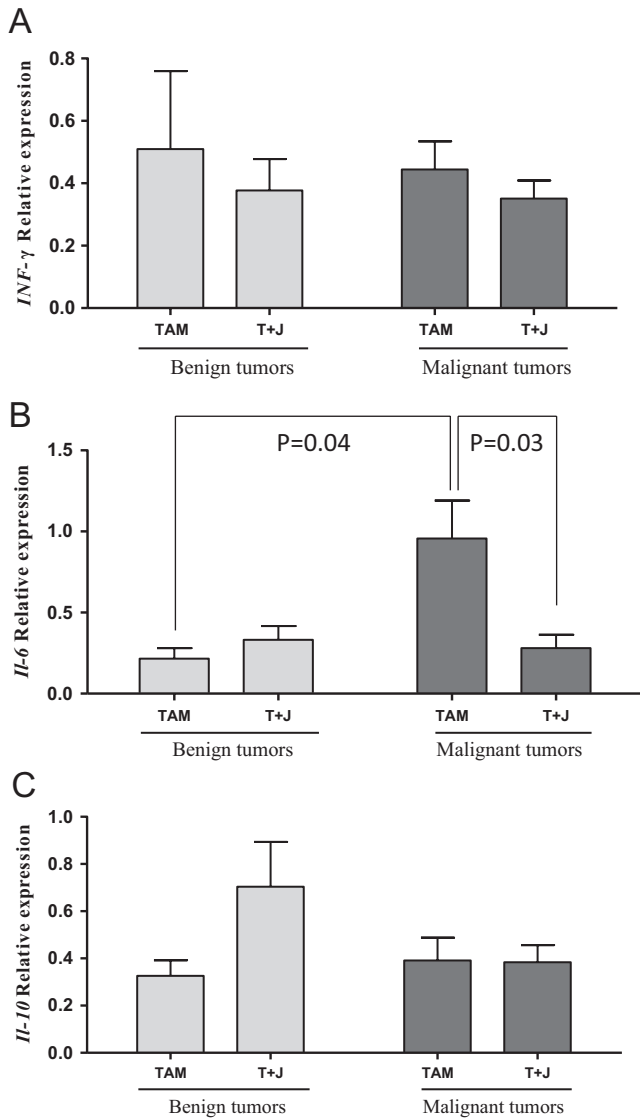 A
INF-γ Relative expression
0.8
0.6
0.4
0.2
0.0
TAM T+J TAM T+J
Benign tumors Malignant tumors
B
Il-6 Relative expression
P=0.04 P=0.03
1.5
1.0
0.5
0.0
TAM T+J TAM T+J
Benign tumors Malignant tumors
C
Il-10 Relative expression
1.0
0.8
0.6
0.4
0.2
0.0
TAM T+J TAM T+J
Benign tumors Malignant tumors